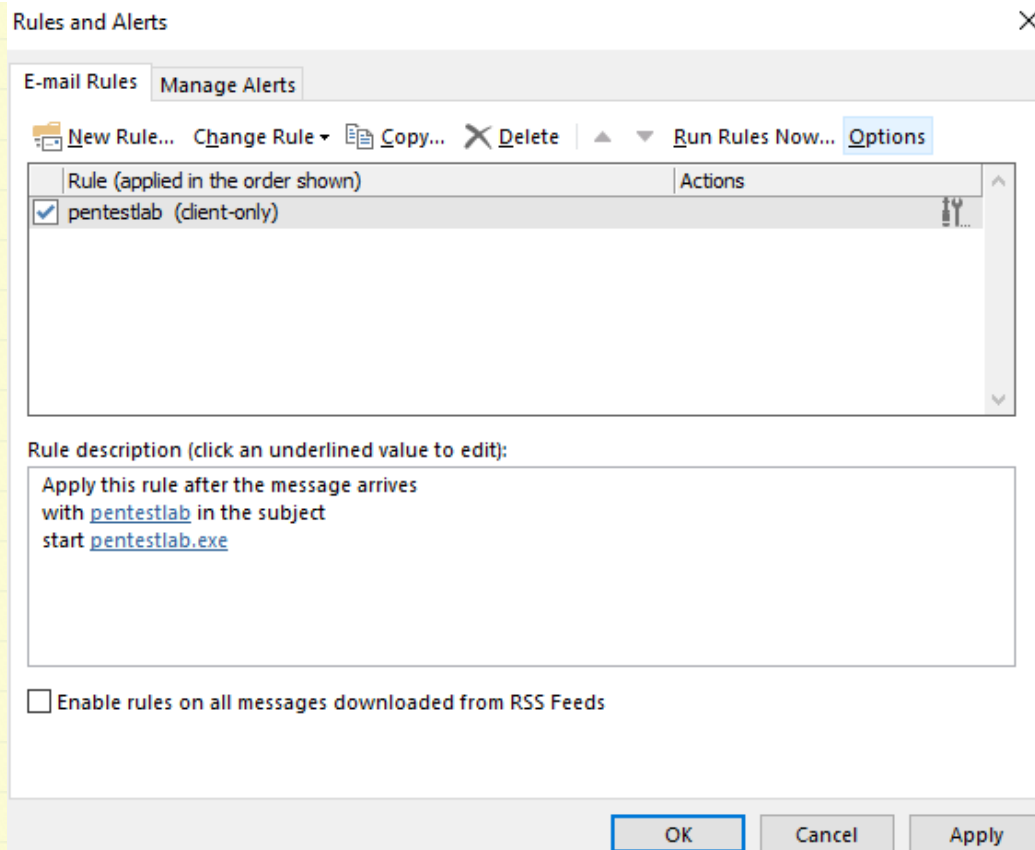 Rules and Alerts
E-mail Rules Manage Alerts
New Rule... Change Rule Copy... Delete Run Rules Now... Options
Rule (applied in the order shown) Actions
pentestlab (client-only)
Rule description (click an underlined value to edit):
Apply this rule after the message arrives
with pentestlab in the subject
start pentestlab.exe
Enable rules on all messages downloaded from RSS Feeds
OK Cancel Apply